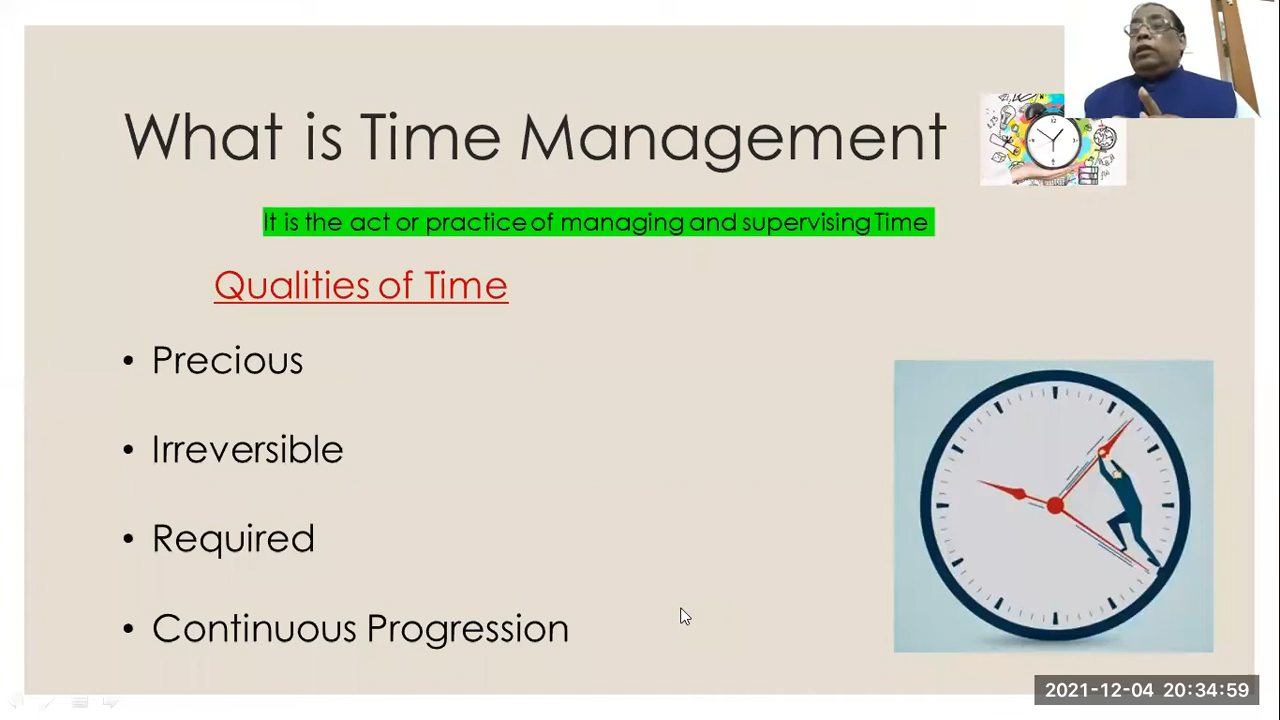 What is Time Management
It is the act or practice of managing and supervising Time
Qualities of Time
• Precious
• Irreversible
• Required
• Continuous Progression
2021-12-04 20:34:59